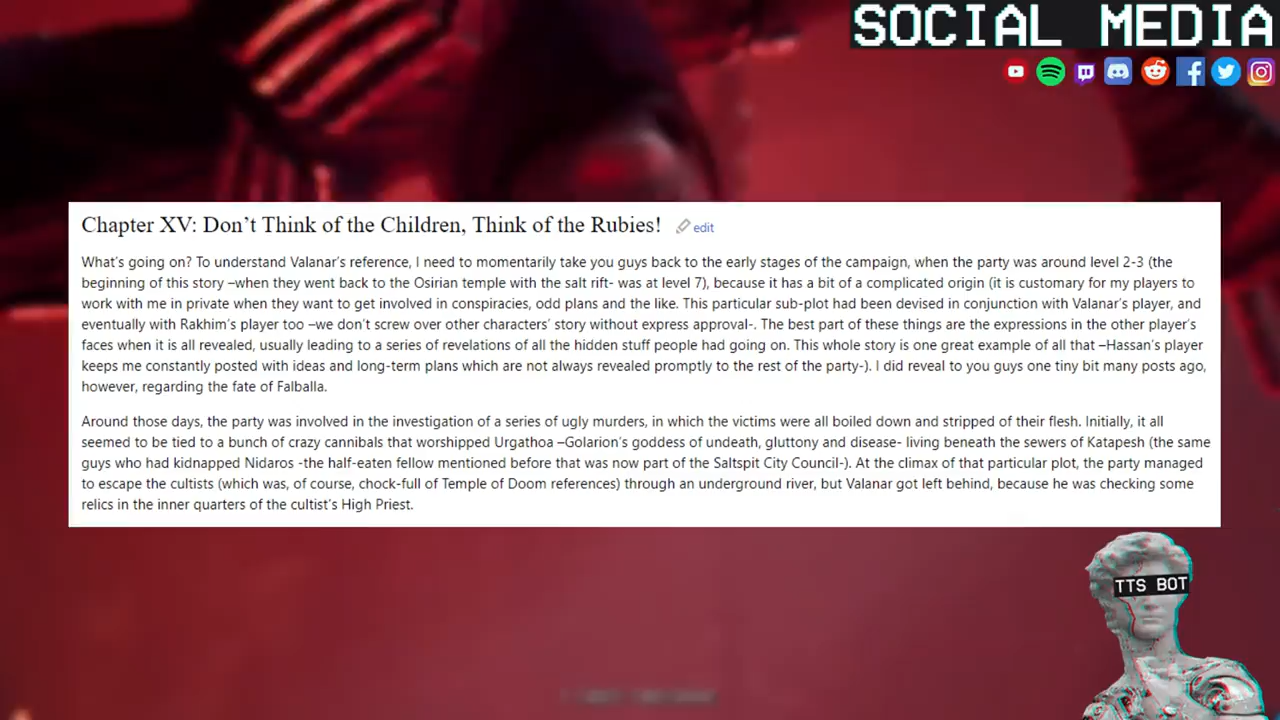 SOCIAL MEDIA
Chapter XV: Don’t Think of the Children, Think of the Rubies! edit
What’s going on? To understand Valanar’s reference, I need to momentarily take you guys back to the early stages of the campaign, when the party was around level 2-3 (the
beginning of this story –when they went back to the Osirian temple with the salt rift- was at level 7), because it has a bit of a complicated origin (it is customary for my players to
work with me in private when they want to get involved in conspiracies, odd plans and the like. This particular sub-plot had been devised in conjunction with Valanar’s player, and
eventually with Rakhim’s player too –we don’t screw over other characters’ story without express approval-. The best part of these things are the expressions in the other player’s
faces when it is all revealed, usually leading to a series of revelations of all the hidden stuff people had going on. This whole story is one great example of all that –Hassan’s player
keeps me constantly posted with ideas and long-term plans which are not always revealed promptly to the rest of the party-). I did reveal to you guys one tiny bit many posts ago,
however, regarding the fate of Falballa.
Around those days, the party was involved in the investigation of a series of ugly murders, in which the victims were all boiled down and stripped of their flesh. Initially, it all
seemed to be tied to a bunch of crazy cannibals that worshipped Urgathoa –Golarion’s goddess of undeath, gluttony and disease- living beneath the sewers of Katapesh (the same
guys who had kidnapped Nidaros -the half-eaten fellow mentioned before that was now part of the Saltspit City Council-). At the climax of that particular plot, the party managed
to escape the cultists (which was, of course, chock-full of Temple of Doom references) through an underground river, but Valanar got left behind, because he was checking some
relics in the inner quarters of the cultist’s High Priest.
TTS BOT